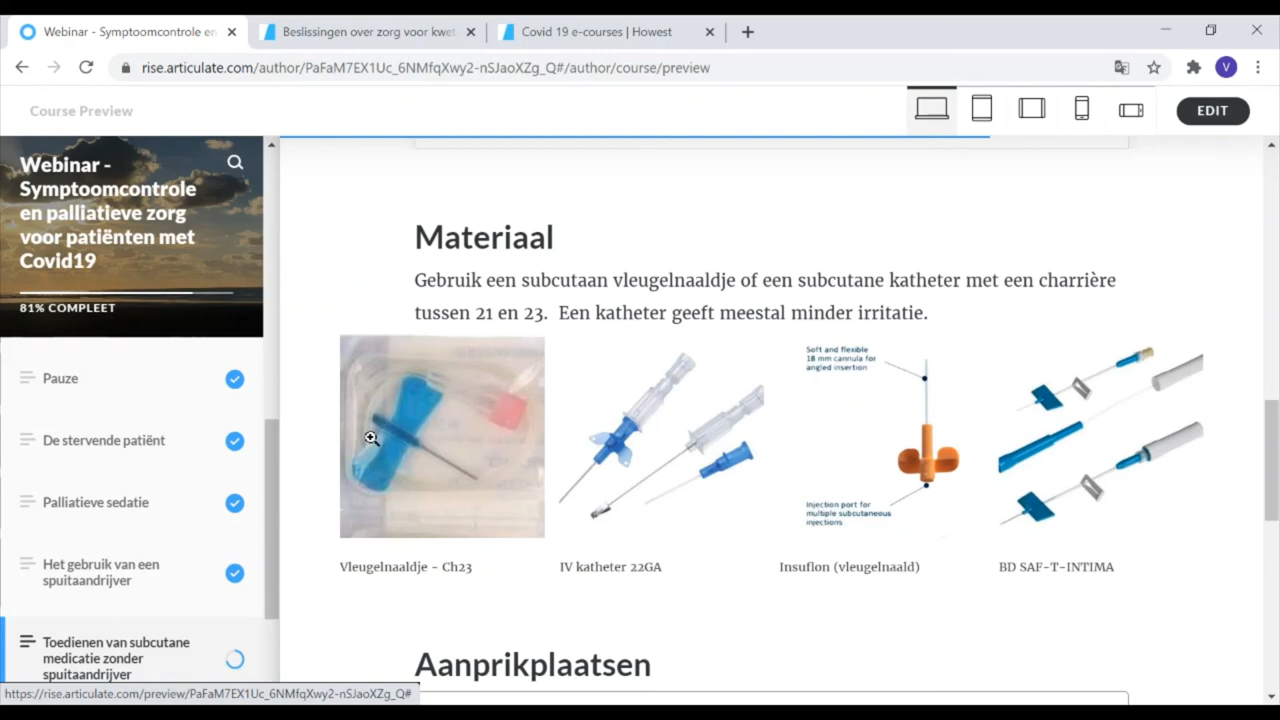 Webinar - Symptoomcontrole en
Beslissingen over zorg voor kwet
Covid 19 e-courses | Howest
rise.articulate.com/author/PaFaM7EX1Uc_6NMfqXwy2-nSJaoXZg_Q#/author/course/preview
V
Course Preview
EDIT
Webinar -
Symptoomcontrole
en palliatieve zorg
voor patiënten met
Covid19
81% COMPLEET
Pauze
De stervende patiënt
Palliatieve sedatie
Het gebruik van een
spuitaandrijver
Toedienen van subcutane
medicatie zonder
spuitaandrijver
https://rise.articulate.com/preview/PaFaM7EX1Uc_6NMfqXwy2-nSJaoXZg_Q#
Materiaal
Gebruik een subcutaan vleugelnaaldje of een subcutane katheter met een charrière
tussen 21 en 23. Een katheter geeft meestal minder irritatie.
Soft and flexible
18 mm cannula for
angled insertion
Injection port for
multiple subcutaneous
injections
Vleugelnaaldje - Ch23
IV katheter 22GA
Insuflon (vleugelnaald)
BD SAF-T-INTIMA
Aanprikplaatsen